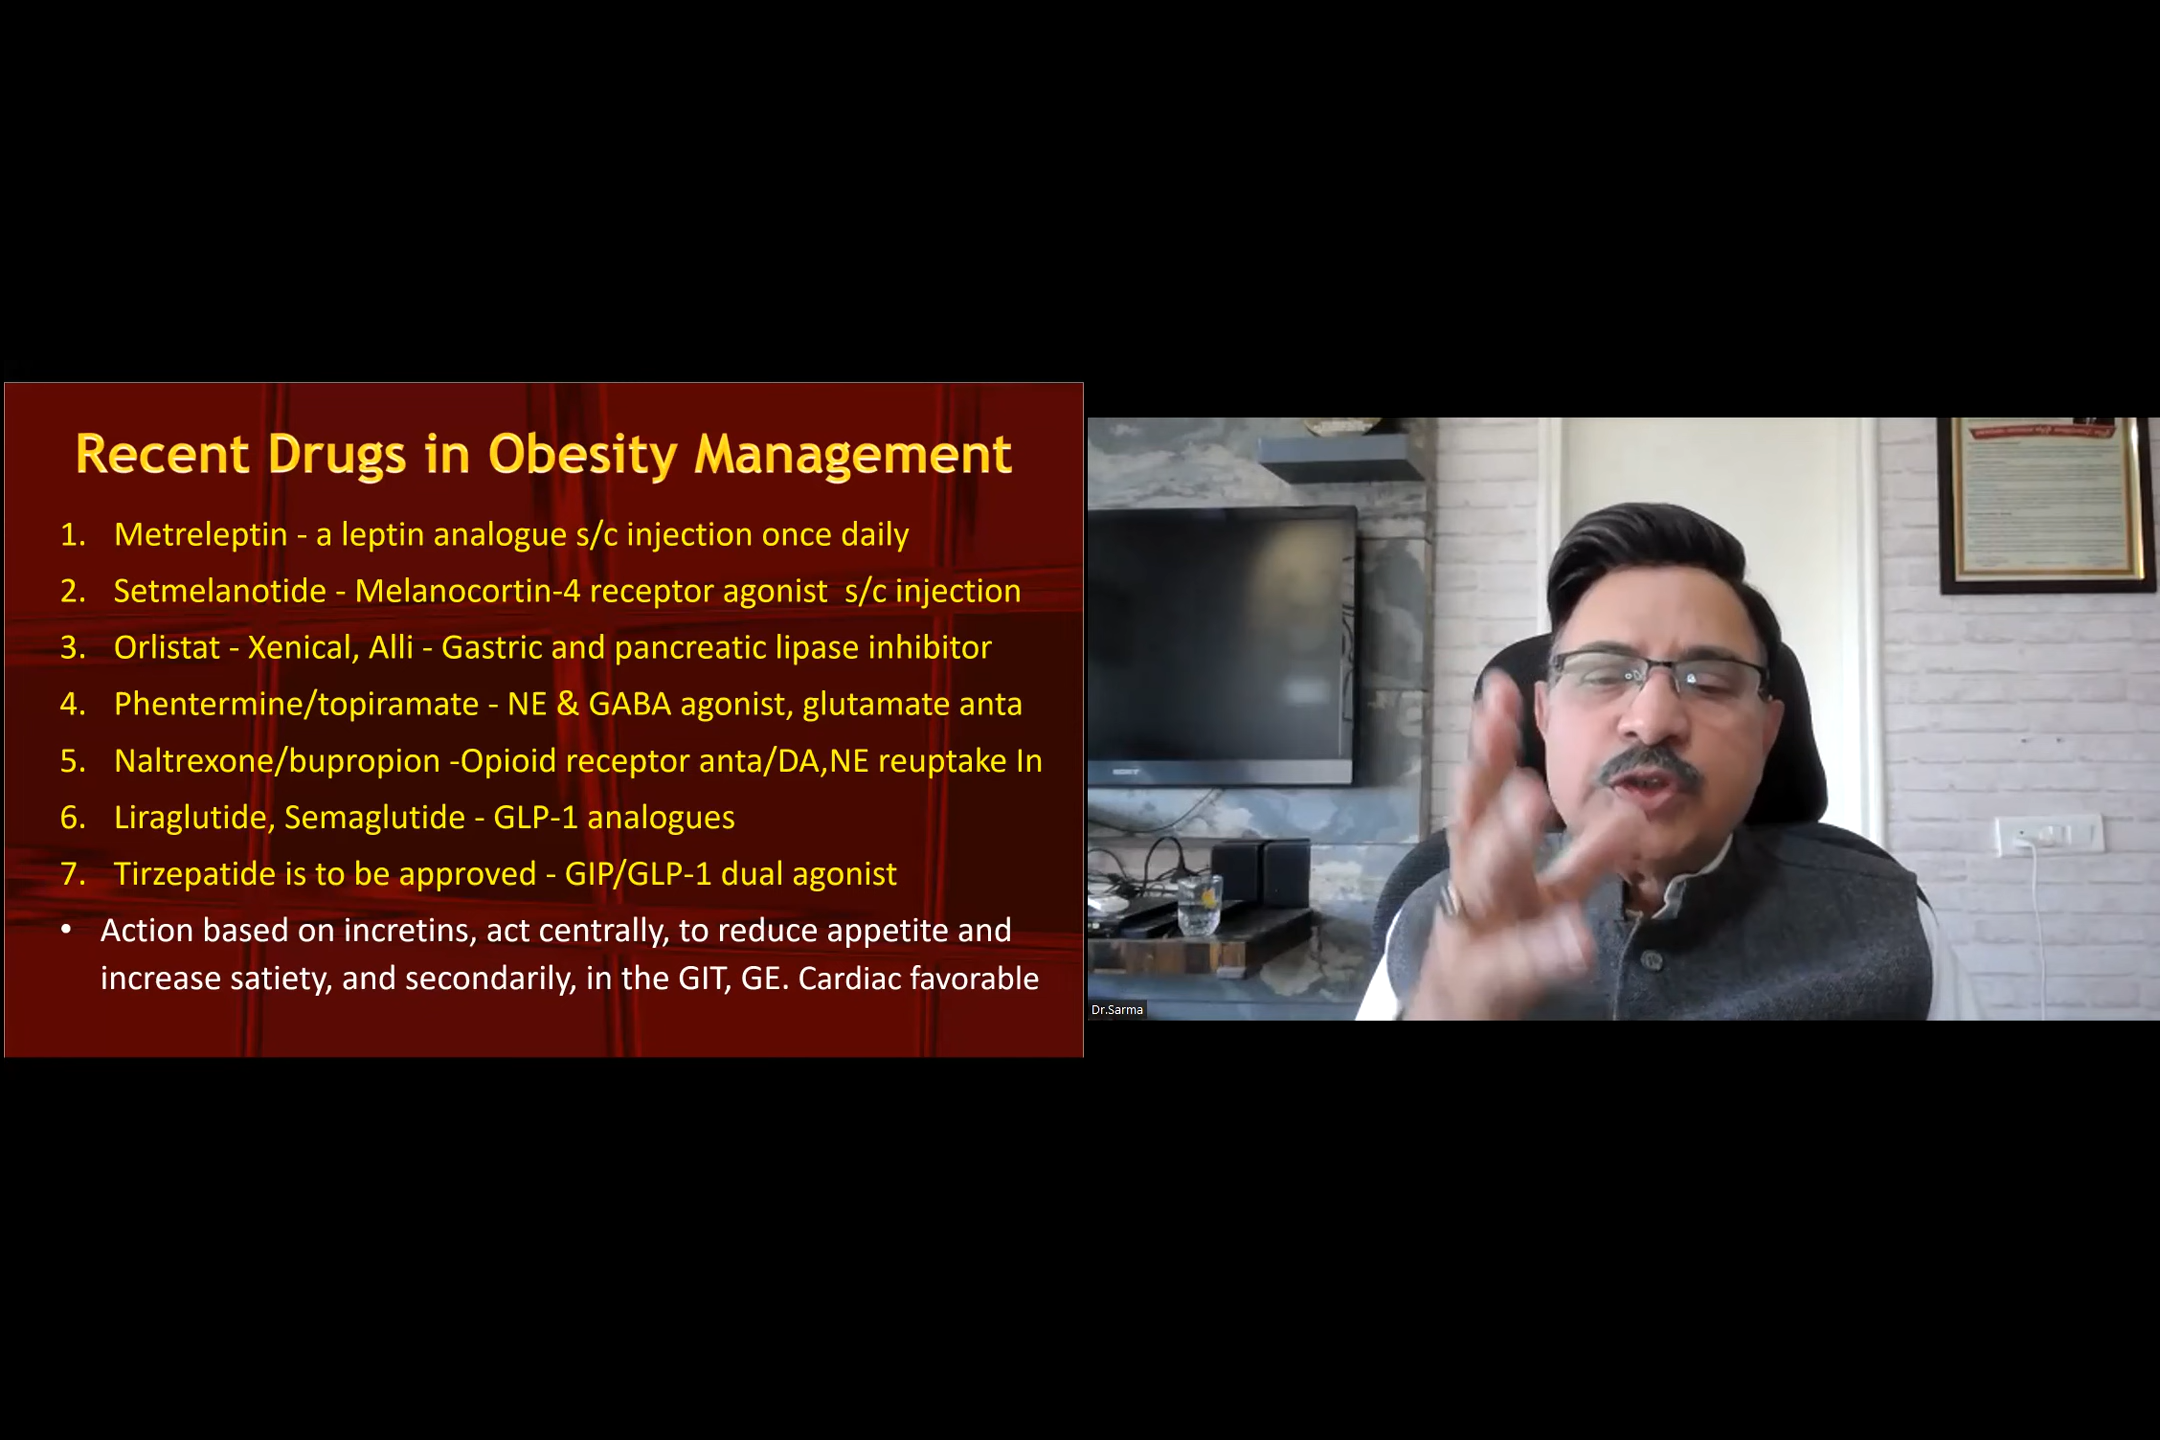 Recent Drugs in Obesity Management
1. Metreleptin - a leptin analogue s/c injection once daily
2. Setmelanotide - Melanocortin-4 receptor agonist s/c injection
3. Orlistat - Xenical, Alli - Gastric and pancreatic lipase inhibitor
4. Phentermine/topiramate - NE & GABA agonist, glutamate anta
5. Naltrexone/bupropion -Opioid receptor anta/DA,NE reuptake In
6. Liraglutide, Semaglutide - GLP-1 analogues
7. Tirzepatide is to be approved - GIP/GLP-1 dual agonist
• Action based on incretins, act centrally, to reduce appetite and
increase satiety, and secondarily, in the GIT, GE. Cardiac favorable
SONY
Dr.Sarma